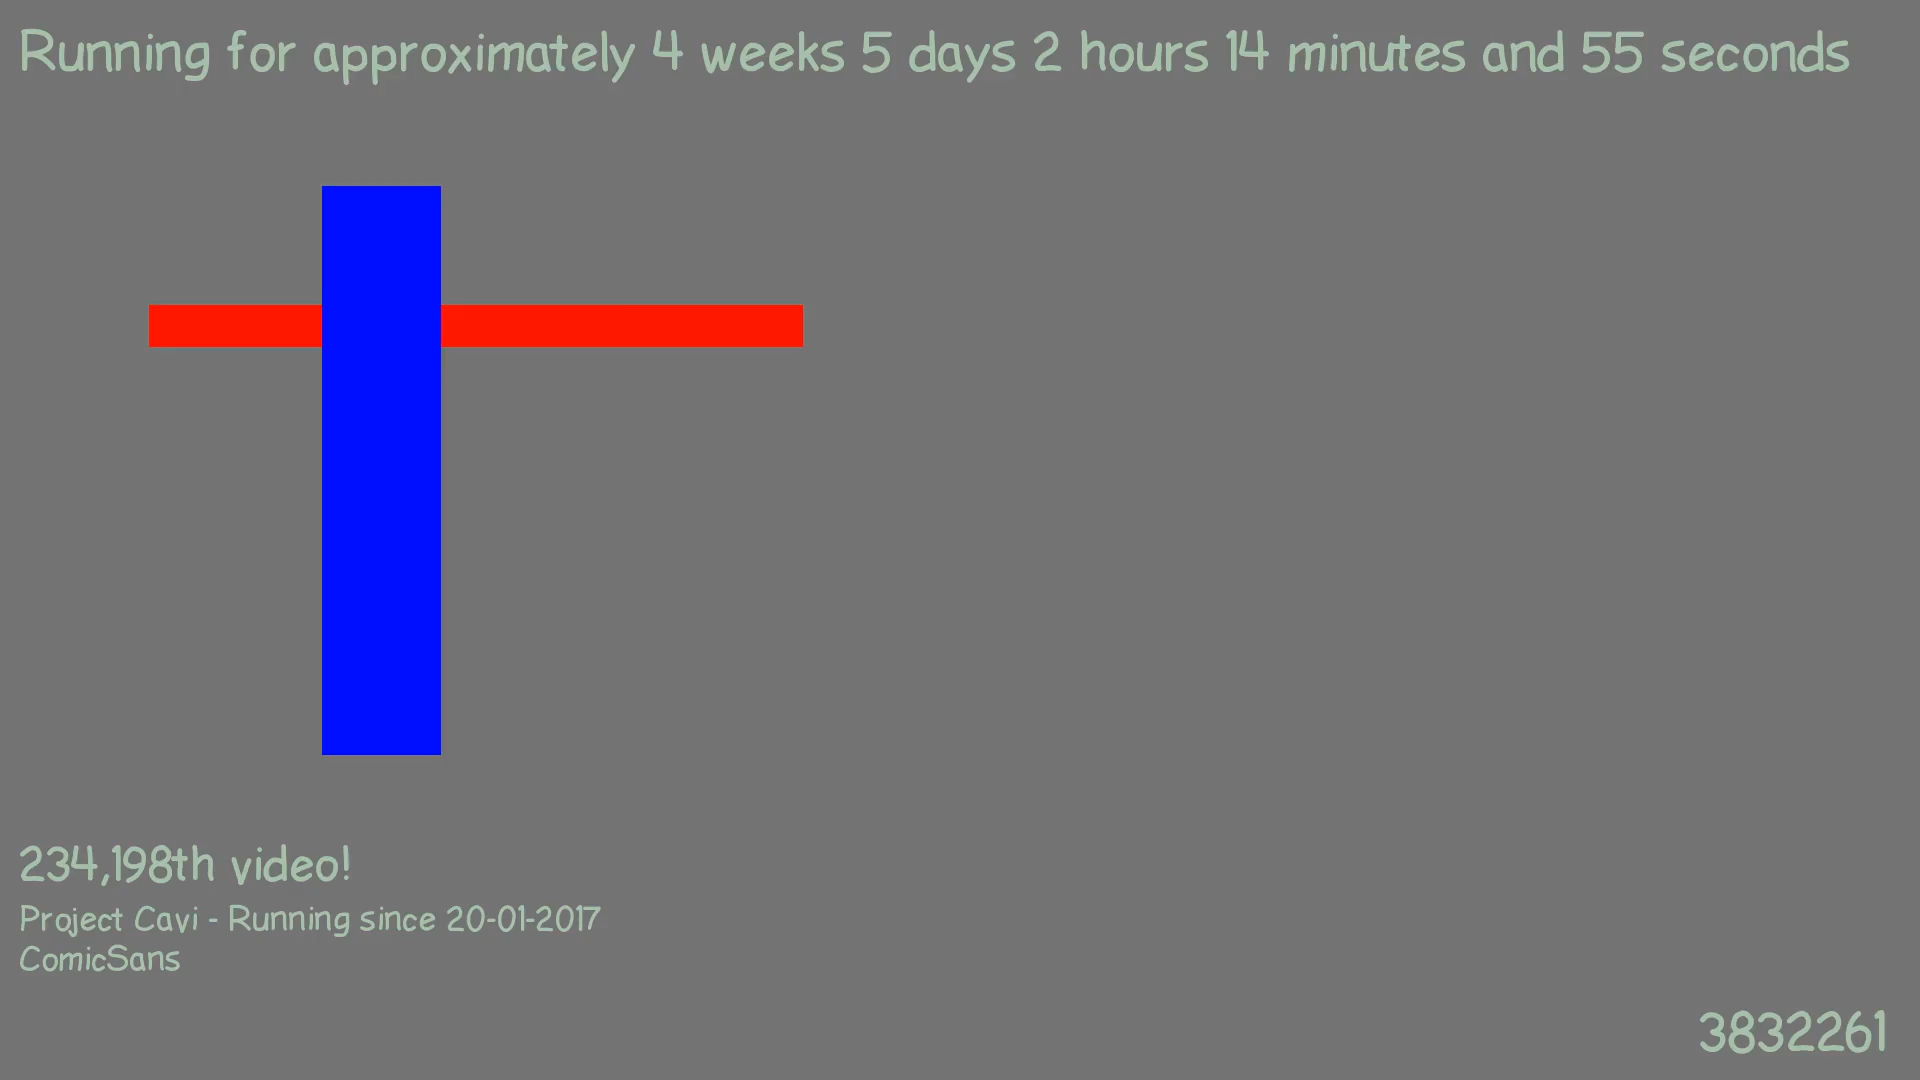 Running for approximately 4 weeks 5 days 2 hours 14 minutes and 55 seconds
234,198th video!
Project Cavi - Running since 20-01-2017
ComicSans
3832261